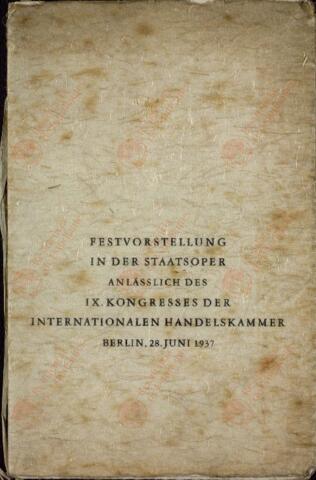 FESTVORSTELLUNG
IN DER STAATSOPER
ANLÄSSLICH DES
IX. KONGRESSES DER
INTERNATIONALEN HANDELSKAMMER
BERLIN, 28. JUNI 1937